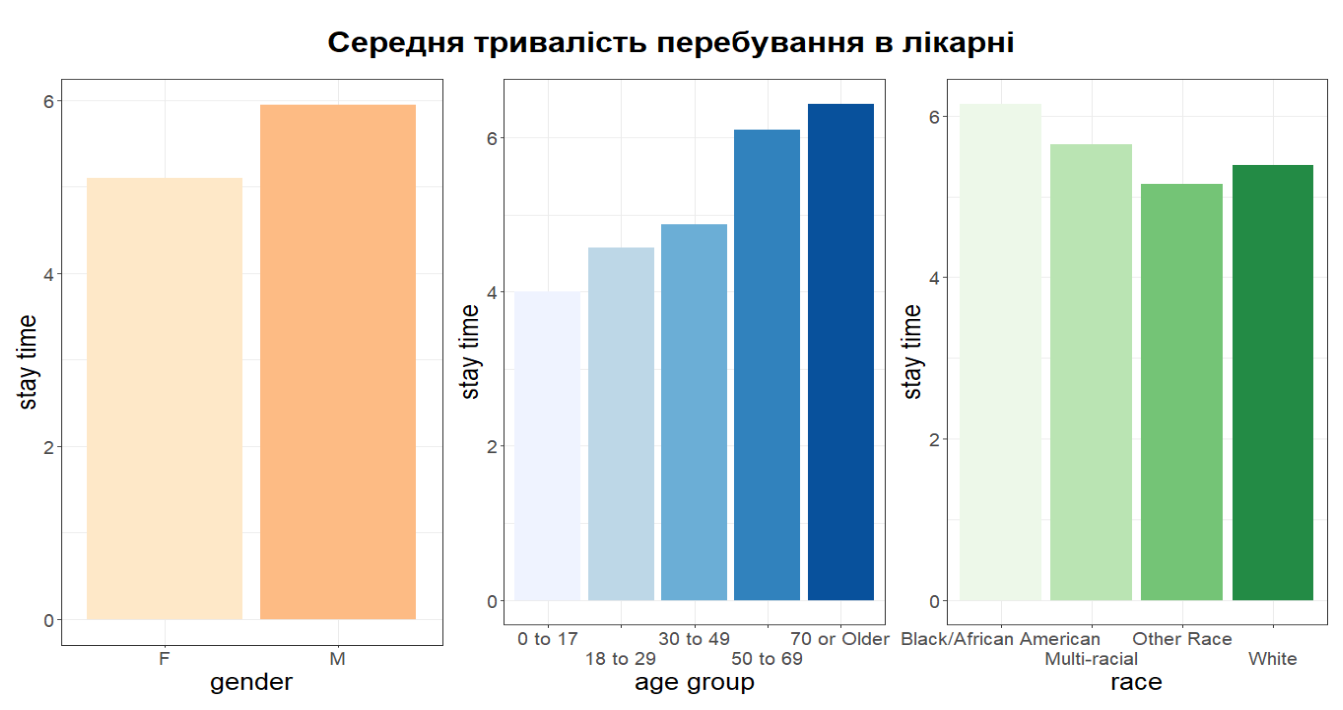 Середня тривалість перебування в лікарні
stay time
6
4
2
0
F M
gender
stay time
6
4
2
0
0 to 17 30 to 49 70 or Older
18 to 29 50 to 69
age group
stay time
6
4
2
0
Black/African American Other Race
Multi-racial White
race